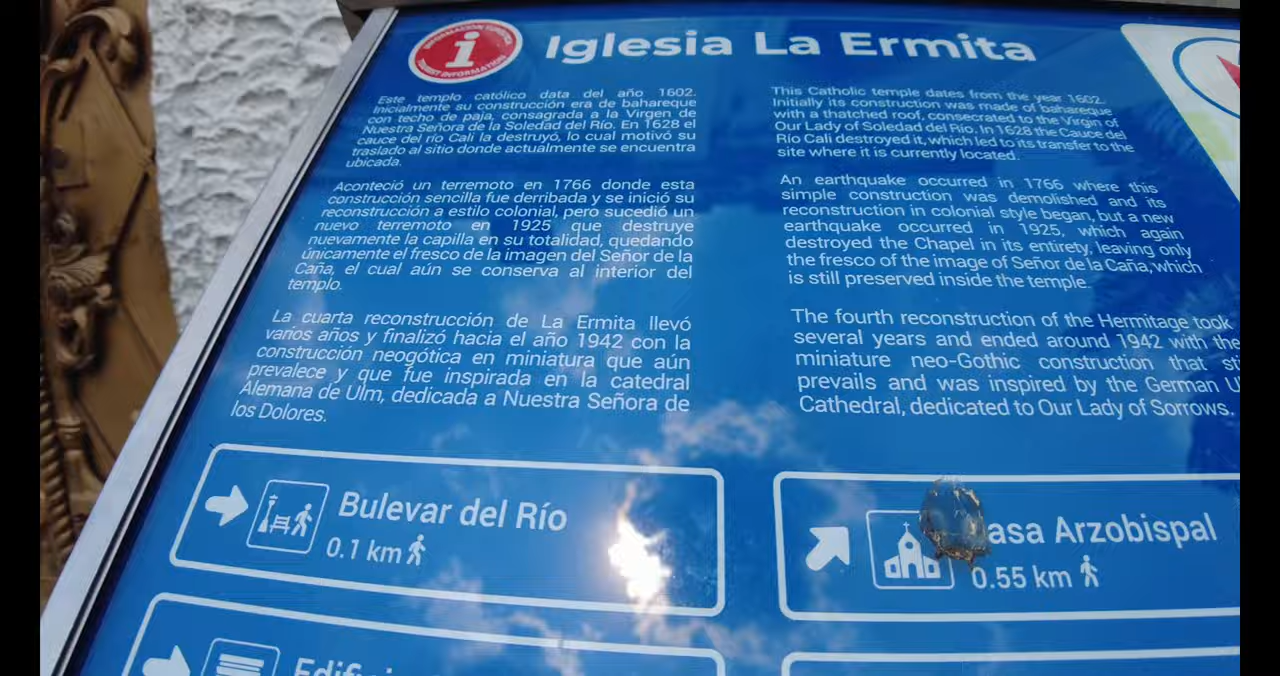 INFORMACIÓN TURÍSTICA
i
TOURIST INFORMATION
Iglesia La Ermita
Este templo católico data del año 1602.
Inicialmente su construcción era de bahareque
con techo de paja, consagrada a la Virgen de
Nuestra Señora de la Soledad del Río. En 1628 el
cauce del río Cali la destruyó, lo cual motivó su
traslado al sitio donde actualmente se encuentra
ubicada.
Aconteció un terremoto en 1766 donde esta
construcción sencilla fue derribada y se inició su
reconstrucción a estilo colonial, pero sucedió un
nuevo terremoto en 1925 que destruye
nuevamente la capilla en su totalidad, quedando
únicamente el fresco de la imagen del Señor de la
Caña, el cual aún se conserva al interior del
templo.
La cuarta reconstrucción de La Ermita llevó
varios años y finalizó hacia el año 1942 con la
construcción neogótica en miniatura que aún
prevalece y que fue inspirada en la catedral
Alemana de Ulm, dedicada a Nuestra Señora de
los Dolores.
This Catholic temple dates from the year 1602.
Initially its construction was made of bahareque
with a thatched roof, consecrated to the Virgin of
Our Lady of Soledad del Río. In 1628 the Cauce del
Río Cali destroyed it, which led to its transfer to the
site where it is currently located.
An earthquake occurred in 1766 where this
simple construction was demolished and its
reconstruction in colonial style began, but a new
earthquake occurred in 1925, which again
destroyed the Chapel in its entirety, leaving only
the fresco of the image of Señor de la Caña, which
is still preserved inside the temple.
The fourth reconstruction of the Hermitage took
several years and ended around 1942 with the
miniature neo-Gothic construction that sti
prevails and was inspired by the German U
Cathedral, dedicated to Our Lady of Sorrows.
Bulevar del Río
0.1 km
asa Arzobispal
0.55 km
Edifici